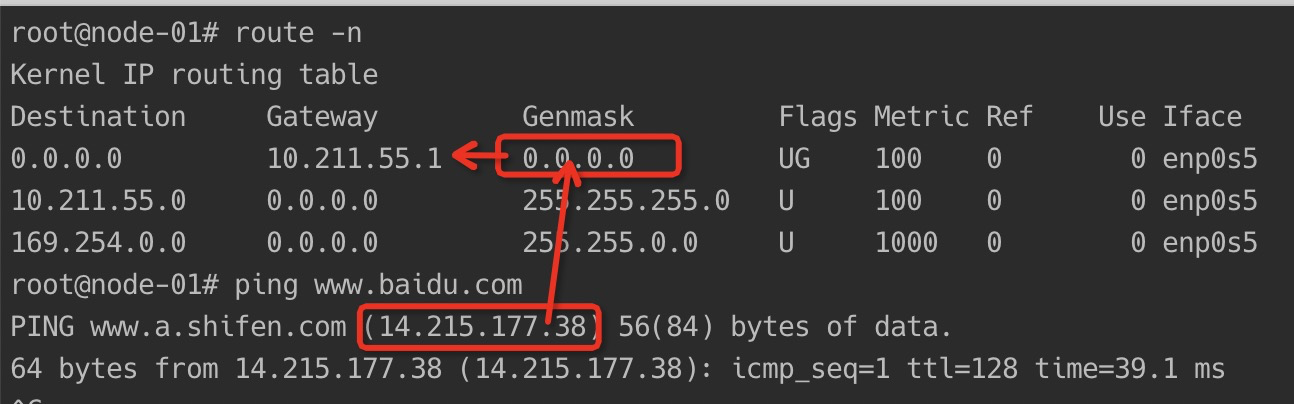 root@node-01# route -n
Kernel IP routing table
Destination Gateway Genmask Flags Metric Ref Use Iface
0.0.0.0 10.211.55.1 0.0.0.0 UG 100 0 0 enp0s5
10.211.55.0 0.0.0.0 255.255.255.0 U 100 0 0 enp0s5
169.254.0.0 0.0.0.0 255.255.0.0 U 1000 0 0 enp0s5
root@node-01# ping www.baidu.com
PING www.a.shifen.com (14.215.177.38) 56(84) bytes of data.
64 bytes from 14.215.177.38 (14.215.177.38): icmp_seq=1 ttl=128 time=39.1 ms